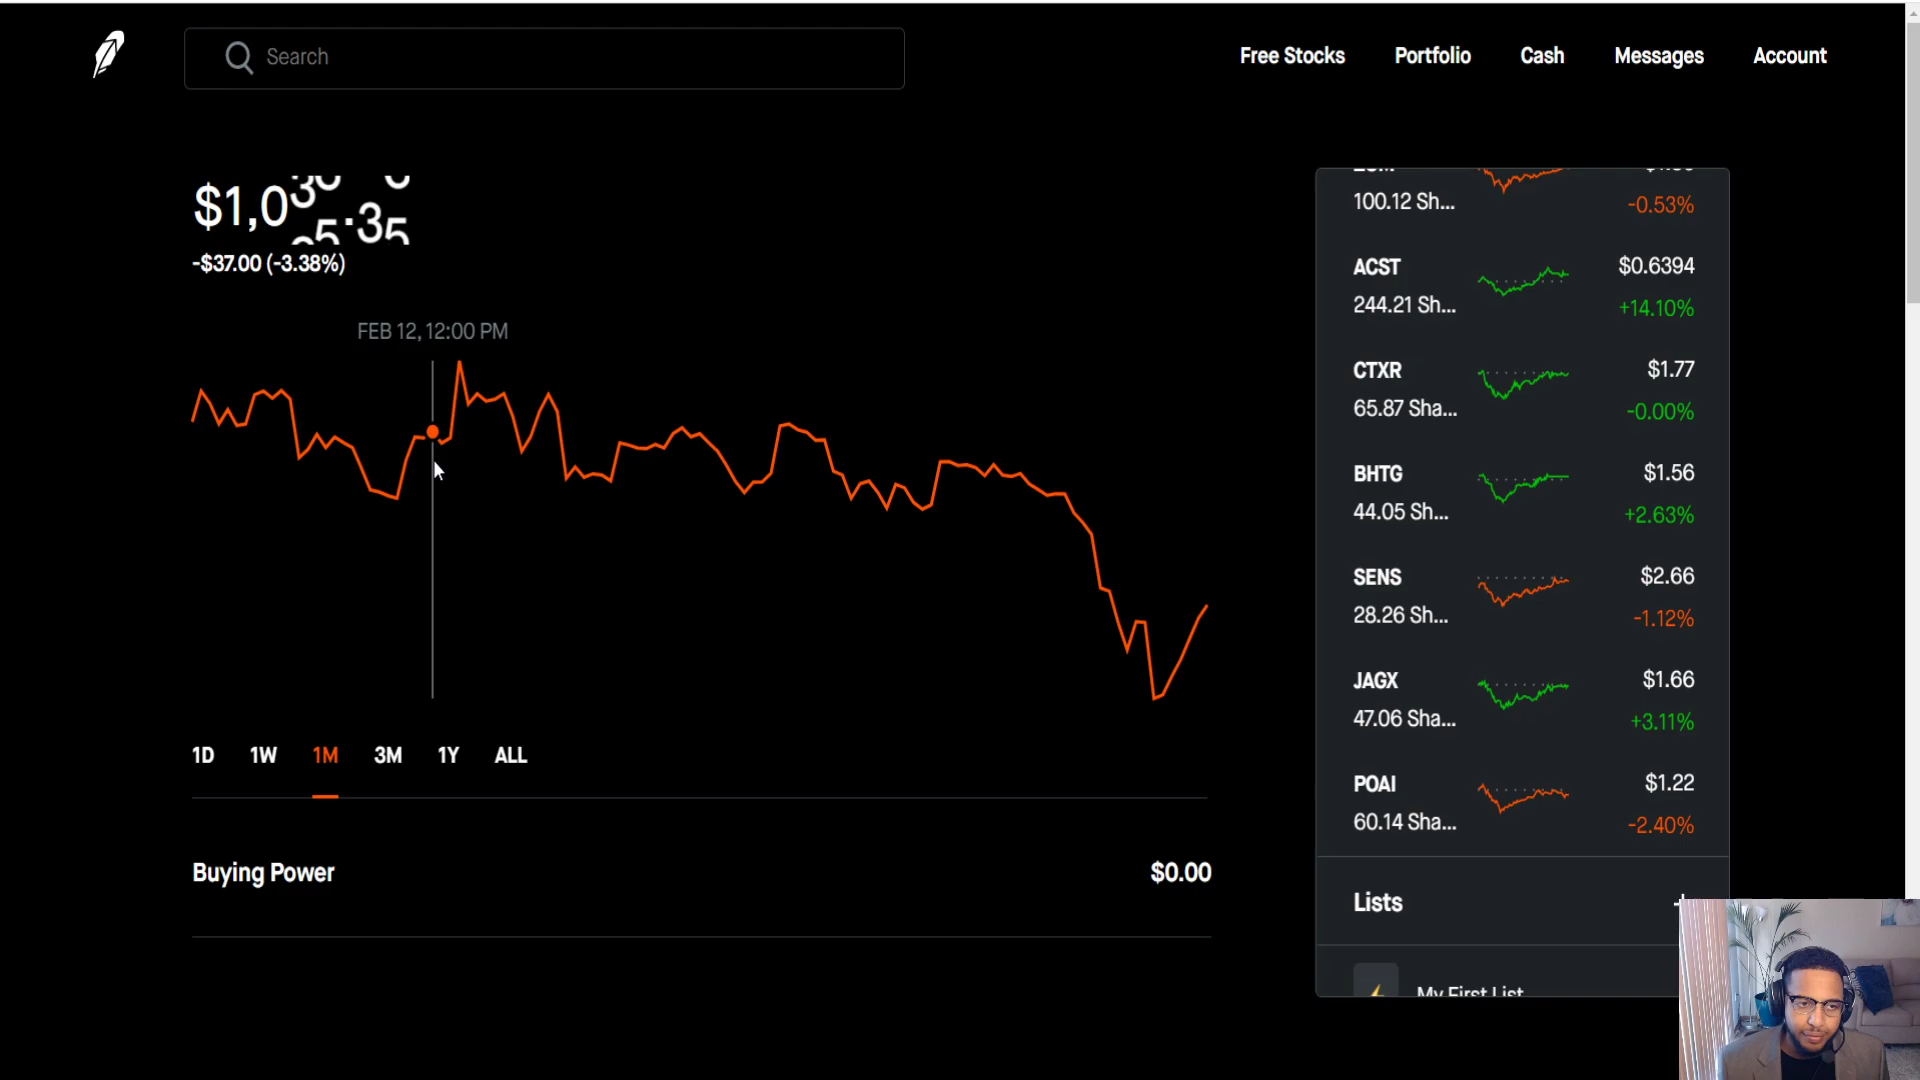 Search
Free Stocks
Portfolio
Cash
Messages
Account
-$37.00 (-3.38%)
FEB 12, 12:00 PM
1D
1W
1M
3M
1Y
ALL
Buying Power
$0.00
100.12 Sh...
-0.53%
ACST
$0.6394
244.21 Sh...
+14.10%
CTXR
$1.77
65.87 Sha...
-0.00%
BHTG
$1.56
44.05 Sh...
+2.63%
SENS
$2.66
28.26 Sh...
-1.12%
JAGX
$1.66
47.06 Sha...
+3.11%
POAI
$1.22
60.14 Sha...
-2.40%
Lists
My First List